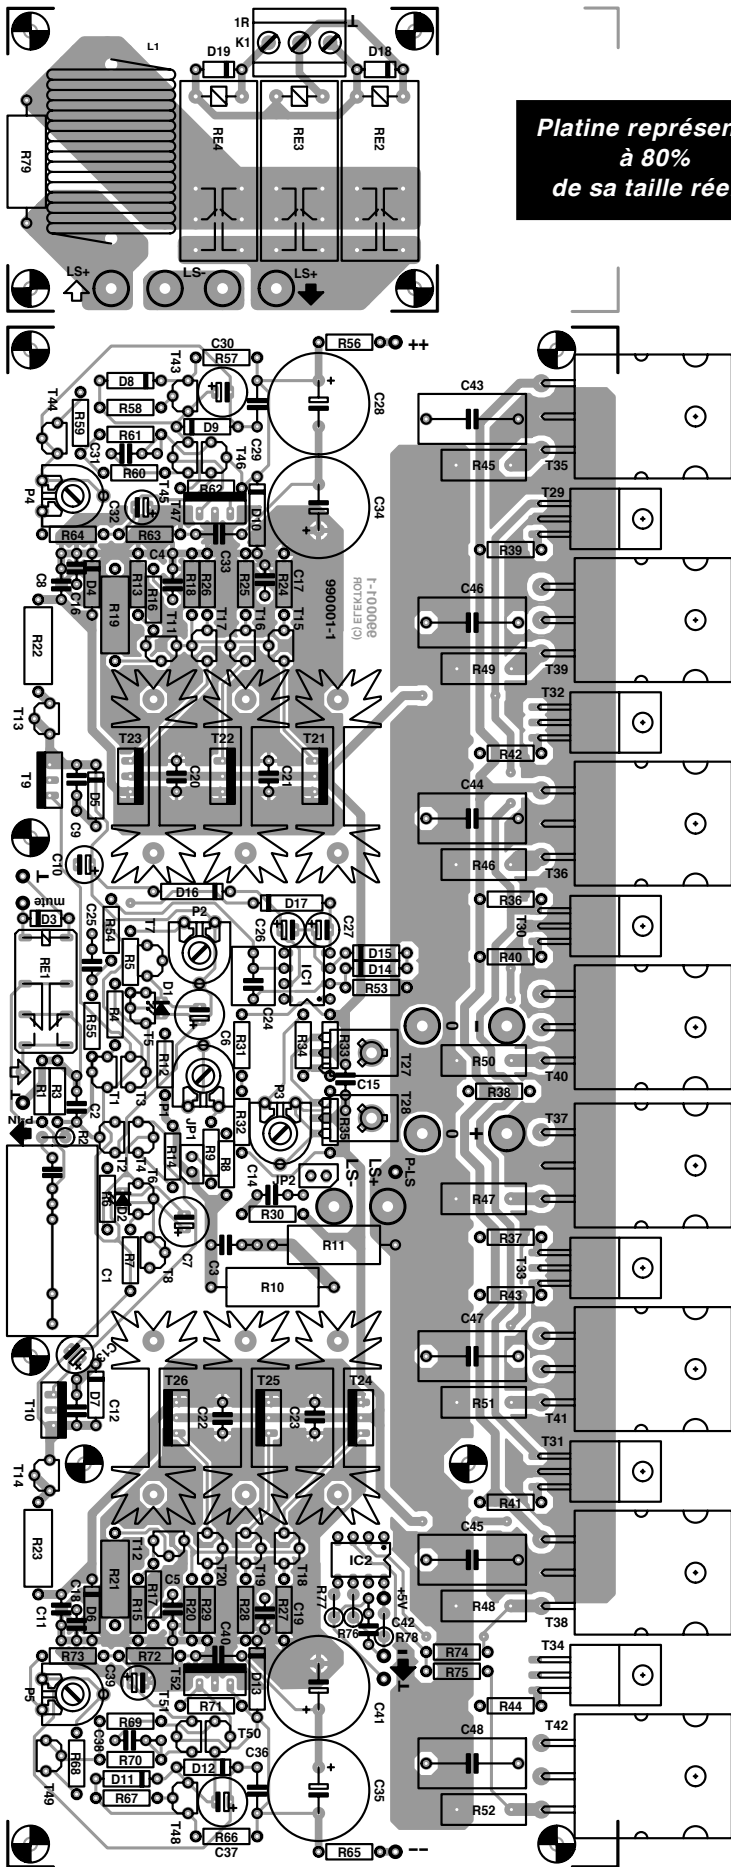 1R
⊥
L1
D19
K1
D18
R79
RE4
RE3
RE2
LS+
LS-
LS+
Platine représen
à 80%
de sa taille rée
C30
R57
R56
++
T43
D8
R58
T44
R59
D9
C28
C43
R61
C31
C29
T46
R60
R45
T35
P4
C32
T45
R62
T47
D10
C34
T29
R64
R63
C33
R39
C8
C16
D4
R19
R13
R16
C4
R18
R26
R25
C17
R24
990001-1
(C) ELEKTOR
990001-1
C46
R22
T11
T17
T16
T15
R49
T39
T13
T32
T9
T23
T22
T21
R42
C9
D5
C20
C21
C44
C10
R46
T36
⊥
mute
D16
D17
R36
D3
C25
R54
T7
P2
C26
C27
T30
RE1
R5
IC1
D15
D14
R40
D1
R53
R55
R4
T5
C6
C24
0
-
R31
R34
R33
T27
R50
T40
R1
R3
C2
T1
T3
R12
C15
R38
⊥
P-IN
P1
P3
R32
R35
T28
T37
R2
JP1
0
+
T2
T4
R14
R9
R8
T6
C14
JP2
LS-
LS+
P-LS
R6
D2
R47
C7
R30
R37
C1
R7
T8
C3
R11
T33
R10
R43
C13
C47
T10
D7
C12
T26
T25
T24
R51
T41
C22
C23
T14
T31
R41
R23
T12
C45
R21
T20
T19
T18
IC2
C11
C18
D6
R15
R17
C5
R20
R29
R28
R27
C19
R77
+5V
R48
T38
R76
C42
R78
R73
R72
C40
T34
P5
C39
T51
T52
D13
⊥
R74
R75
R71
C41
R44
R69
C38
T50
C48
T42
R70
R68
C36
T49
D11
D12
R67
C35
R52
T48
R66
C37
R65
--